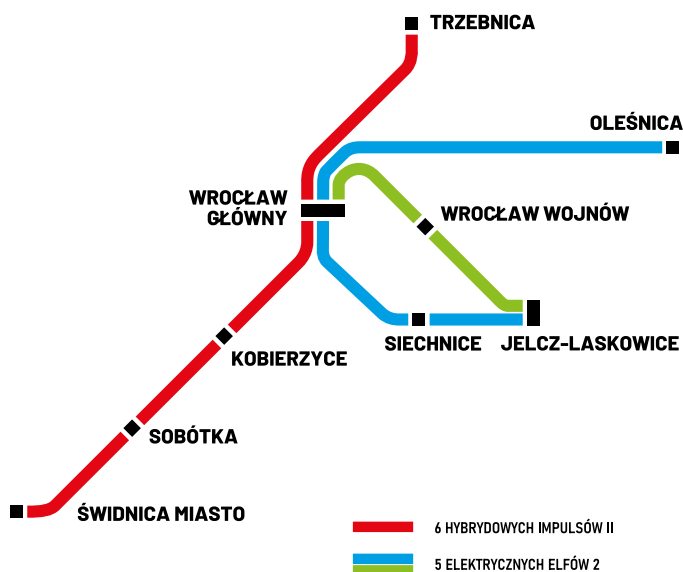 TRZEBNICA
OLEŚNICA
WROCŁAW
GŁÓWNY
WROCŁAW WOJNÓW
SIECHNICE
JELCZ-LASKOWICE
KOBIERZYCE
SOBÓTKA
ŚWIDNICA MIASTO
6 HYBRYDOWYCH IMPULSÓW II
5 ELEKTRYCZNYCH ELFÓW 2